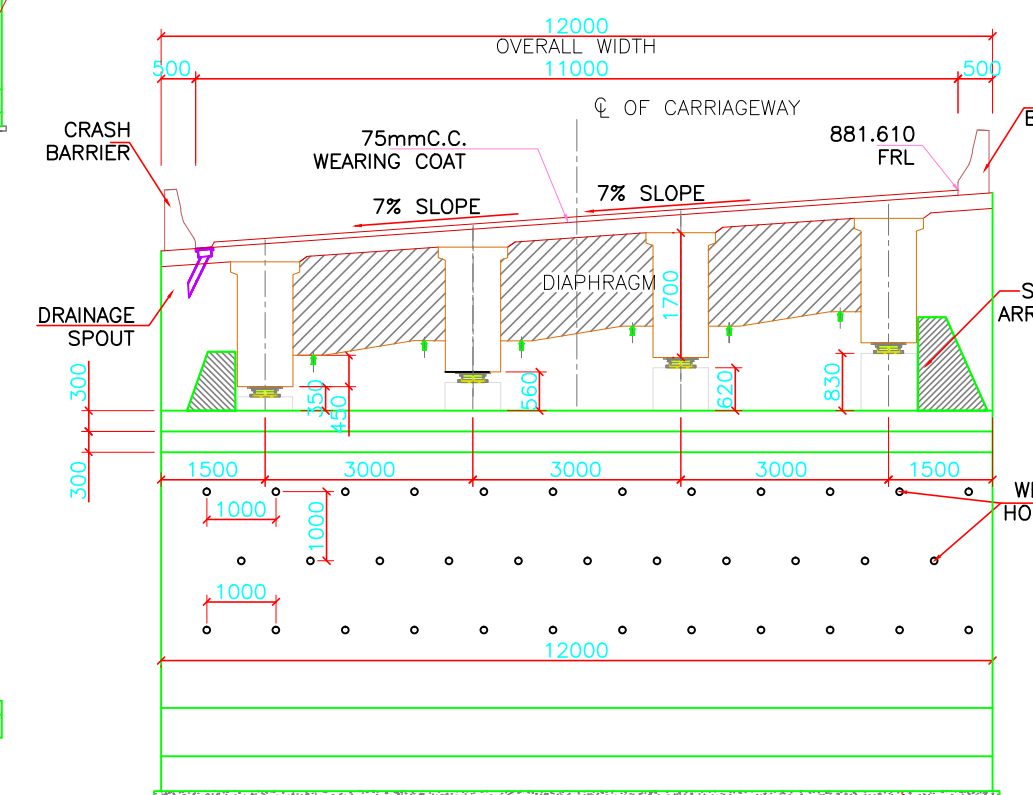 12000
OVERALL WIDTH
500
11000
500
℄ OF CARRIAGEWAY
CRASH
BARRIER
75mmC.C.
WEARING COAT
881.610
FRL
7% SLOPE
7% SLOPE
DIAPHRAGM
1700
DRAINAGE
SPOUT
300
350
450
560
620
830
300
1500
3000
3000
3000
1500
1000
1000
1000
12000